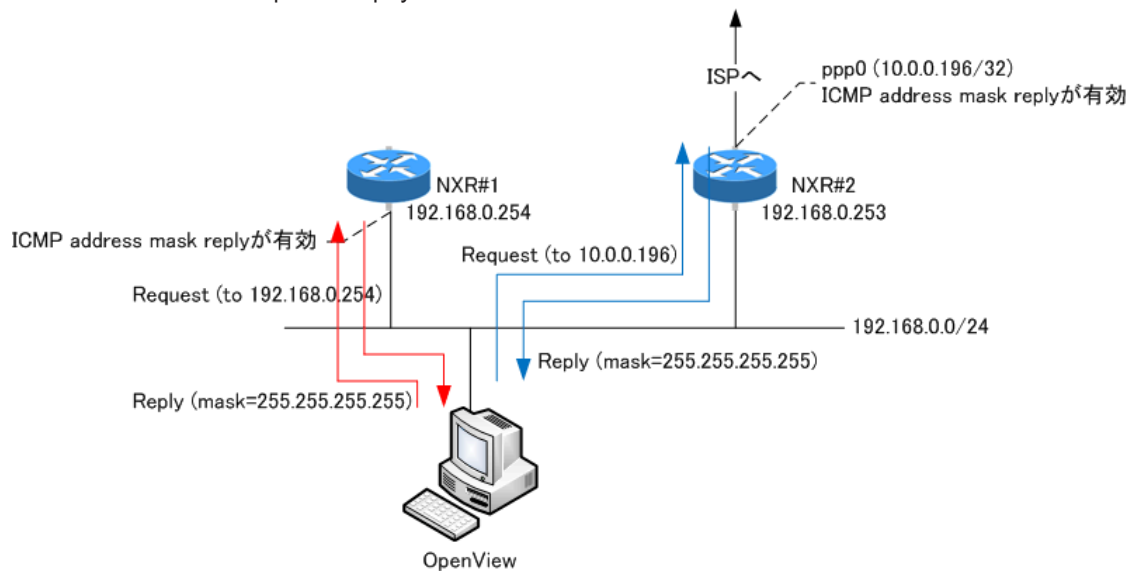 ISPへ
ppp0 (10.0.0.196/32)
ICMP address mask replyが有効
NXR#1
192.168.0.254
NXR#2
192.168.0.253
ICMP address mask replyが有効
Request (to 10.0.0.196)
Request (to 192.168.0.254)
192.168.0.0/24
Reply (mask=255.255.255.255)
Reply (mask=255.255.255.255)
OpenView